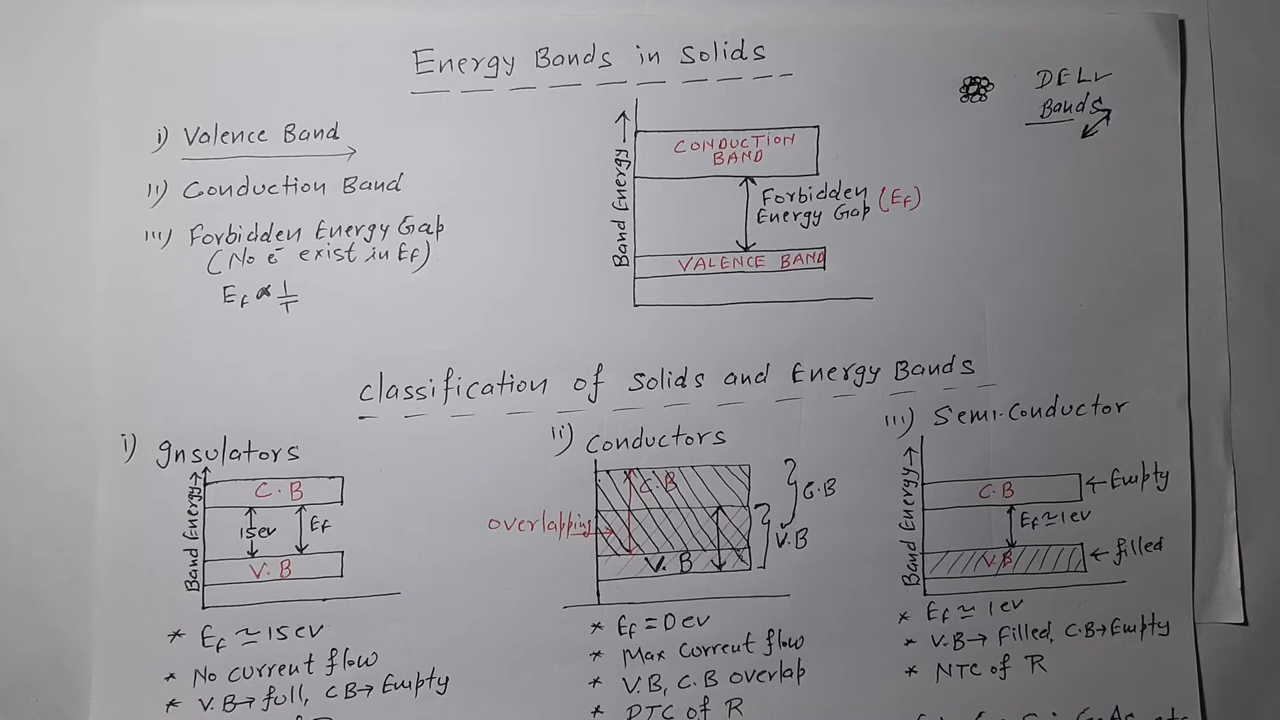 Energy Bands in Solids
DELr
Bands
i) Valence Band
ii) Conduction Band
iii) Forbidden Energy Gap
(No e⁻ exist in Ef)
Ef ∝ 1/T
Band Energy →
CONDUCTION
BAND
Forbidden
Energy Gap (Ef)
VALENCE BAND
Classification of Solids and Energy Bands
i) Insulators
Band Energy →
C.B
15ev
Ef
V.B
* Ef ≃ 15ev
* No current flow
* V.B → full, CB → Empty
ii) Conductors
C.B
overlapping
V.B
C.B
V.B
* Ef = 0 ev
* Max Current flow
* V.B, C.B overlap
* PTC of R
iii) Semi-Conductor
Band Energy →
C.B
← Empty
Ef ≃ 1ev
V.B
← filled
* Ef ≃ 1ev
* V.B → Filled, C.B → Empty
* NTC of R